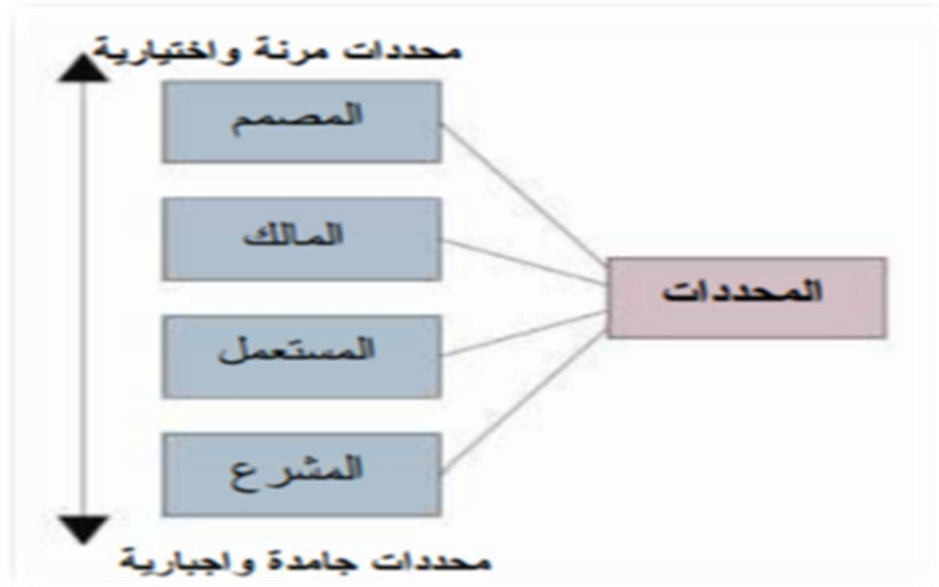 محددات مرنة واختيارية
المصمم
المالك
المحددات
المستعمل
المشرع
محددات جامدة واجبارية